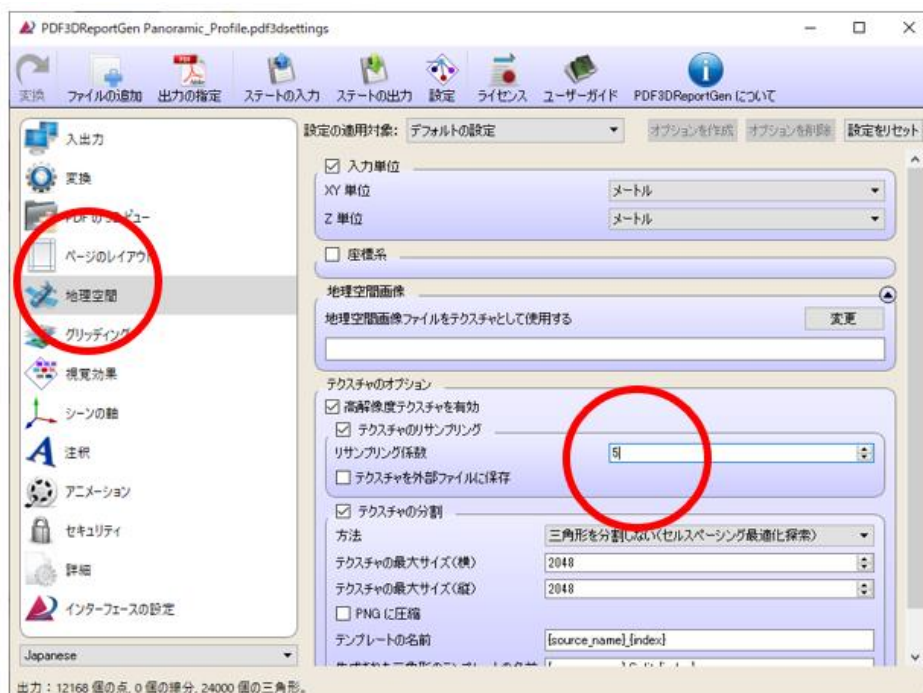 PDF3DReportGen Panoramic_Profile.pdf3dsettings
変換 ファイルの追加 出力の指定 ステートの入力 ステートの出力 設定 ライセンス ユーザーガイド PDF3DReportGen について
設定の適用対象: デフォルトの設定 オプションを作成 オプションを削除 設定をリセット
入出力
変換
ページのレイアウト
地理空間
グリッディング
視覚効果
シーンの軸
注釈
アニメーション
セキュリティ
詳細
インターフェースの設定
Japanese
入力単位
XY 単位 メートル
Z 単位 メートル
座標系
地理空間画像
地理空間画像ファイルをテクスチャとして使用する 変更
テクスチャのオプション
高解像度テクスチャを有効
テクスチャのリサンプリング
リサンプリング係数 5
テクスチャを外部ファイルに保存
テクスチャの分割
方法 三角形を分割しない(セルスペーシング最適化探索)
テクスチャの最大サイズ(横) 2048
テクスチャの最大サイズ(縦) 2048
PNG に圧縮
テンプレートの名前 {source_name}_{index}
出力:12168 個の点, 0 個の線分, 24000 個の三角形。